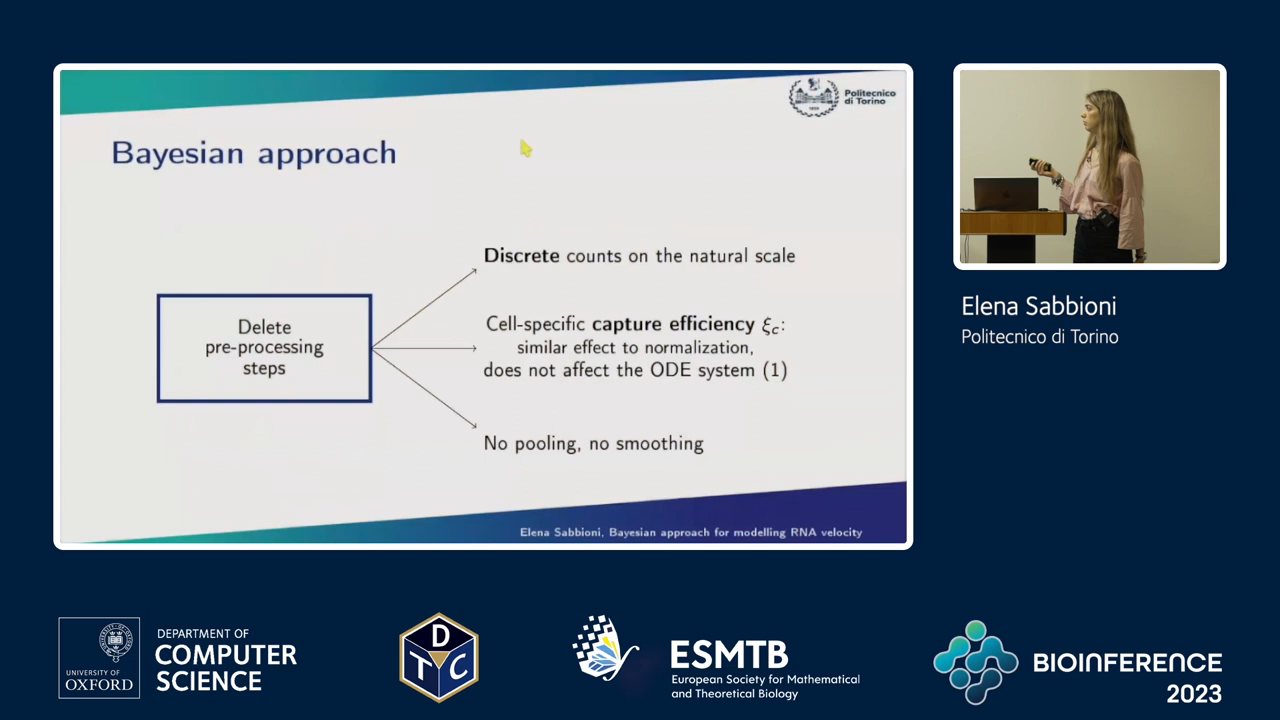 Politecnico
di Torino
Bayesian approach
Discrete counts on the natural scale
Delete
pre-processing
steps
Cell-specific capture efficiency ξc:
similar effect to normalization,
does not affect the ODE system (1)
No pooling, no smoothing
Elena Sabbioni, Bayesian approach for modelling RNA velocity
Elena Sabbioni
Politecnico di Torino
UNIVERSITY OF
OXFORD
DEPARTMENT OF
COMPUTER
SCIENCE
D
T C
ESMTB
European Society for Mathematical
and Theoretical Biology
BIOINFERENCE
2023